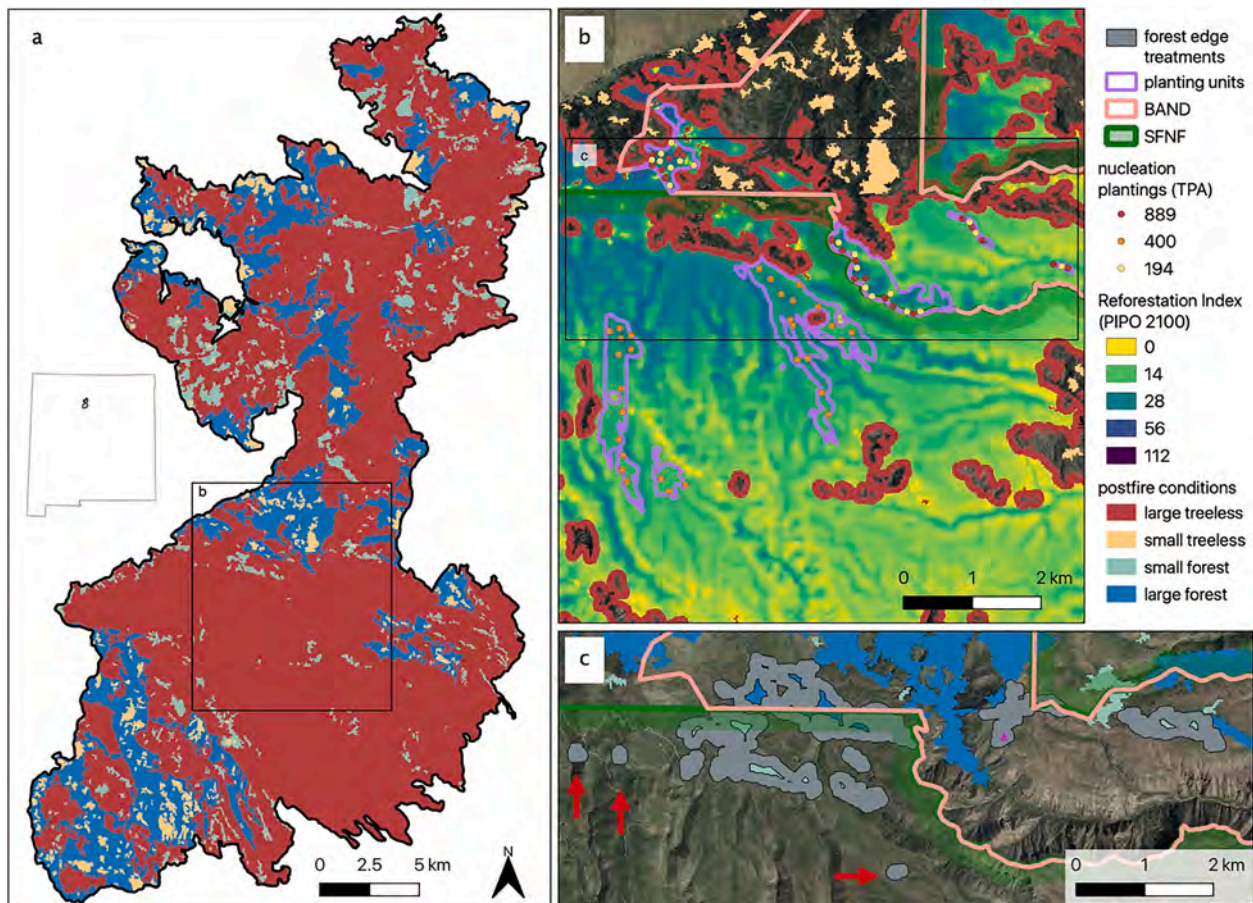 a
b
0 2.5 5 km
N
b
c
0 1 2 km
c
0 1 2 km
forest edge
treatments
planting units
BAND
SFNF
nucleation
plantings (TPA)
889
400
194
Reforestation Index
(PIPO 2100)
0
14
28
56
112
postfire conditions
large treeless
small treeless
small forest
large forest